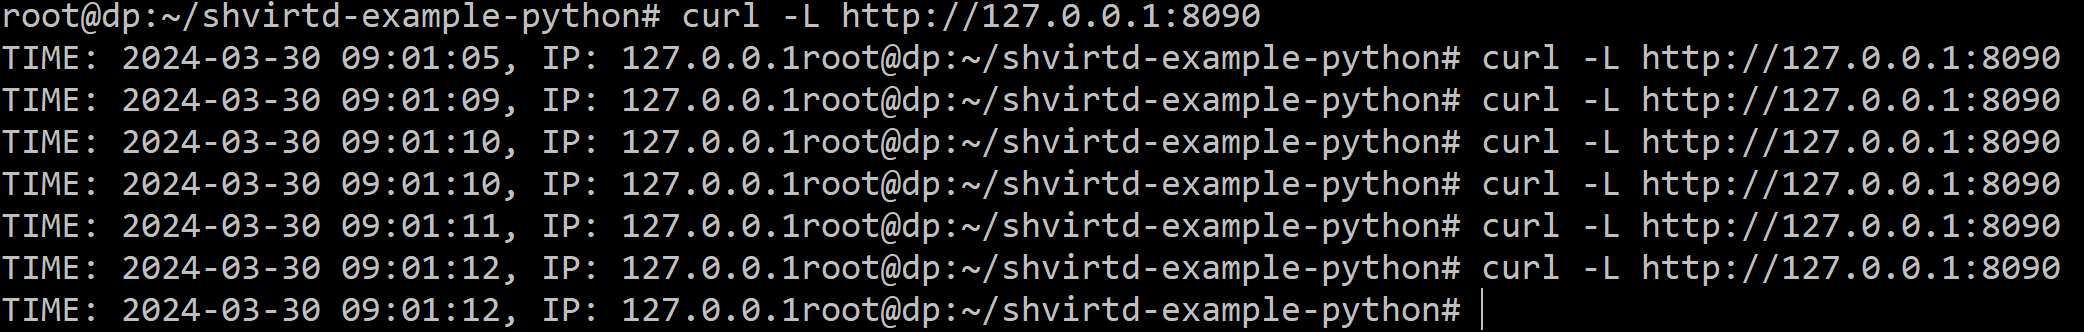 root@dp:~/shvirtd-example-python# curl -L http://127.0.0.1:8090
TIME: 2024-03-30 09:01:05, IP: 127.0.0.1root@dp:~/shvirtd-example-python# curl -L http://127.0.0.1:8090
TIME: 2024-03-30 09:01:09, IP: 127.0.0.1root@dp:~/shvirtd-example-python# curl -L http://127.0.0.1:8090
TIME: 2024-03-30 09:01:10, IP: 127.0.0.1root@dp:~/shvirtd-example-python# curl -L http://127.0.0.1:8090
TIME: 2024-03-30 09:01:10, IP: 127.0.0.1root@dp:~/shvirtd-example-python# curl -L http://127.0.0.1:8090
TIME: 2024-03-30 09:01:11, IP: 127.0.0.1root@dp:~/shvirtd-example-python# curl -L http://127.0.0.1:8090
TIME: 2024-03-30 09:01:12, IP: 127.0.0.1root@dp:~/shvirtd-example-python# curl -L http://127.0.0.1:8090
TIME: 2024-03-30 09:01:12, IP: 127.0.0.1root@dp:~/shvirtd-example-python#